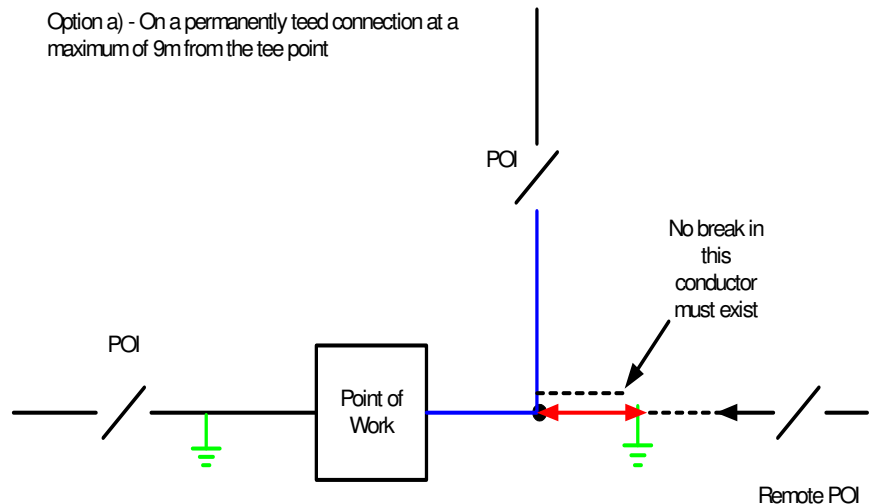 Option a) - On a permanently teed connection at a
maximum of 9m from the tee point
POI
No break in
this
conductor
must exist
POI
Point of
Work
Remote POI